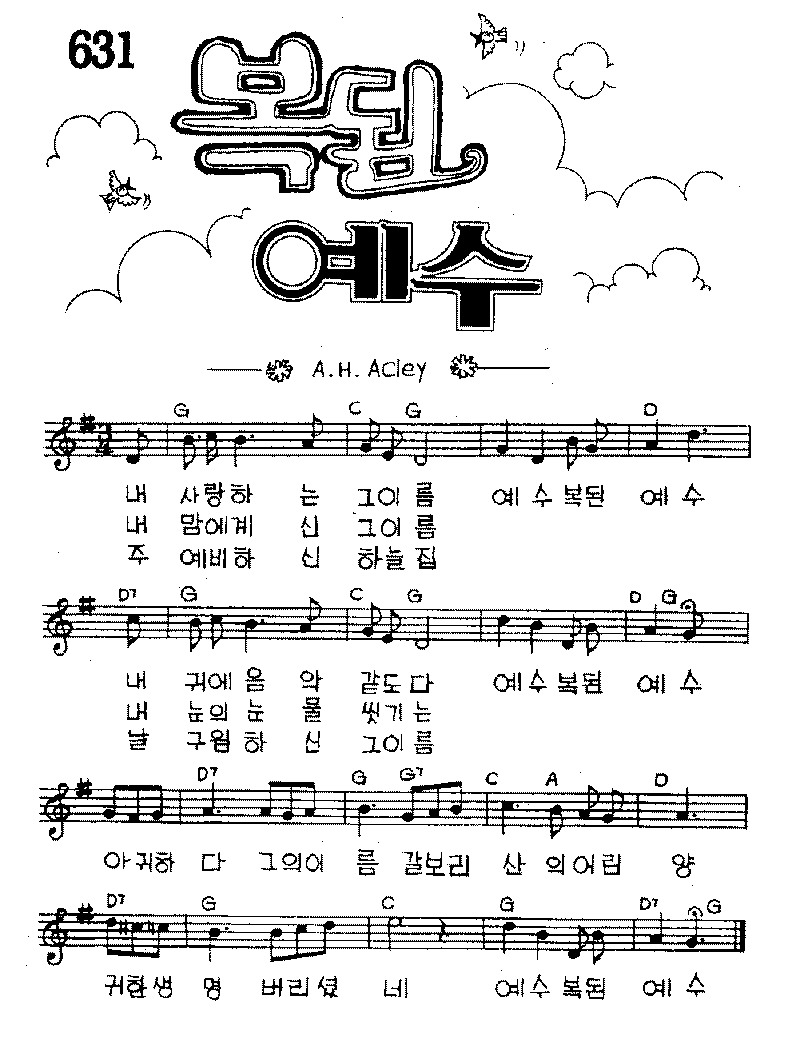 631
복된
예수
A.H. ACley
G C G D
내 사랑하 는 그이름 예수복된 예수
내 맘에계 신 그이름
주 예비하 신 하늘집
D7 G C G D G
내 귀에음 악 같도다 예수복된 예수
내 눈의눈 물 씻기는
날 구원하 신 그이름
D7 G G7 C A D
아귀하 다 그의이 름 갈보리 산 의어린 양
D7 G C G D7 G
귀한생 명 버리셨 네 예수복된 예수